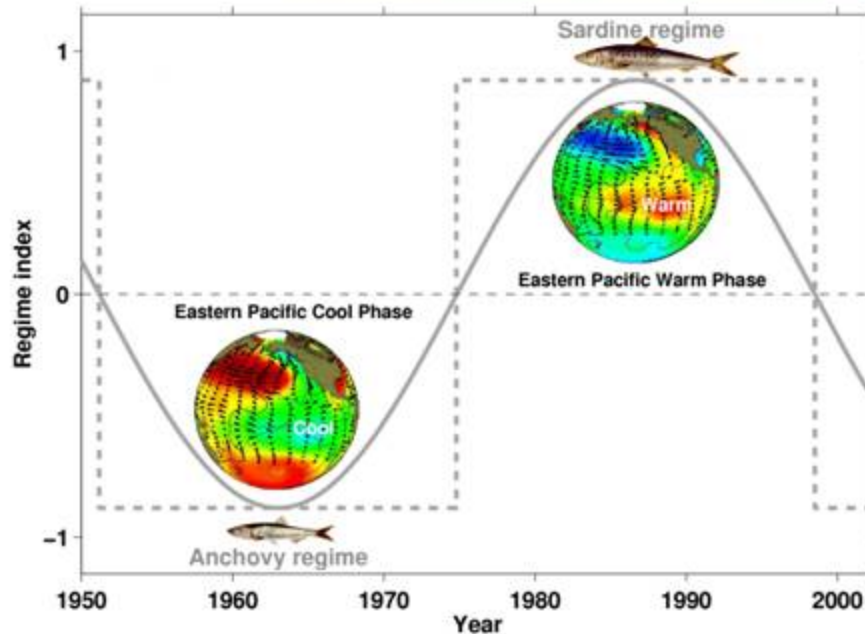 Sardine regime
1
Warm
Eastern Pacific Warm Phase
Regime index
0
Eastern Pacific Cool Phase
Cool
−1
Anchovy regime
1950 1960 1970 1980 1990 2000
Year